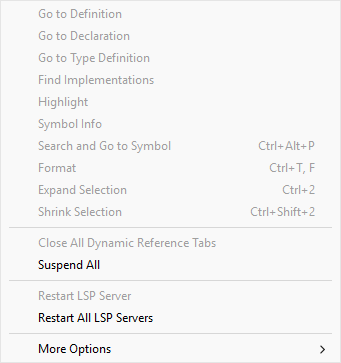 Go to Definition
Go to Declaration
Go to Type Definition
Find Implementations
Highlight
Symbol Info
Search and Go to Symbol Ctrl+Alt+P
Format Ctrl+T, F
Expand Selection Ctrl+2
Shrink Selection Ctrl+Shift+2
Close All Dynamic Reference Tabs
Suspend All
Restart LSP Server
Restart All LSP Servers
More Options